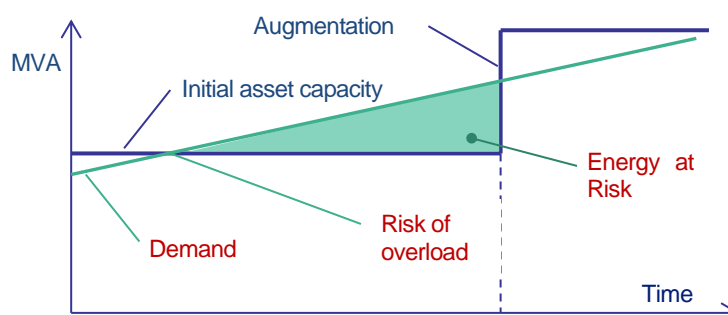 Augmentation
MVA
Initial asset capacity
Energy at
Risk
Risk of
overload
Demand
Time